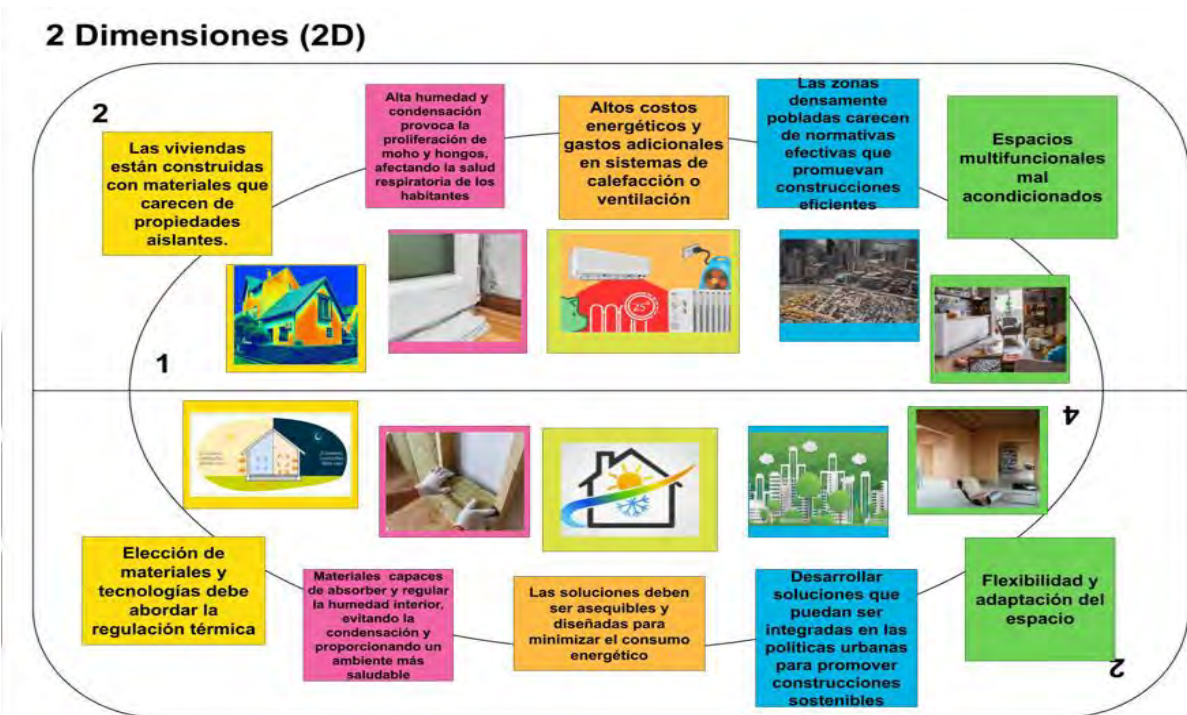 2 Dimensiones (2D)
2
Las viviendas
están construidas
con materiales que
carecen de
propiedades
aislantes.
Alta humedad y
condensación
provoca la
proliferación de
moho y hongos,
afectando la salud
respiratoria de los
habitantes
Altos costos
energéticos y
gastos adicionales
en sistemas de
calefacción o
ventilación
Las zonas
densamente
pobladas carecen
de normativas
efectivas que
promuevan
construcciones
eficientes
Espacios
multifuncionales
mal
acondicionados
25°
1
4
Elección de
materiales y
tecnologías debe
abordar la
regulación térmica
Materiales capaces
de absorber y regular
la humedad interior,
evitando la
condensación y
proporcionando un
ambiente más
saludable
Las soluciones deben
ser asequibles y
diseñadas para
minimizar el consumo
energético
Desarrollar
soluciones que
puedan ser
integradas en las
políticas urbanas
para promover
construcciones
sostenibles
Flexibilidad y
adaptación del
espacio
2